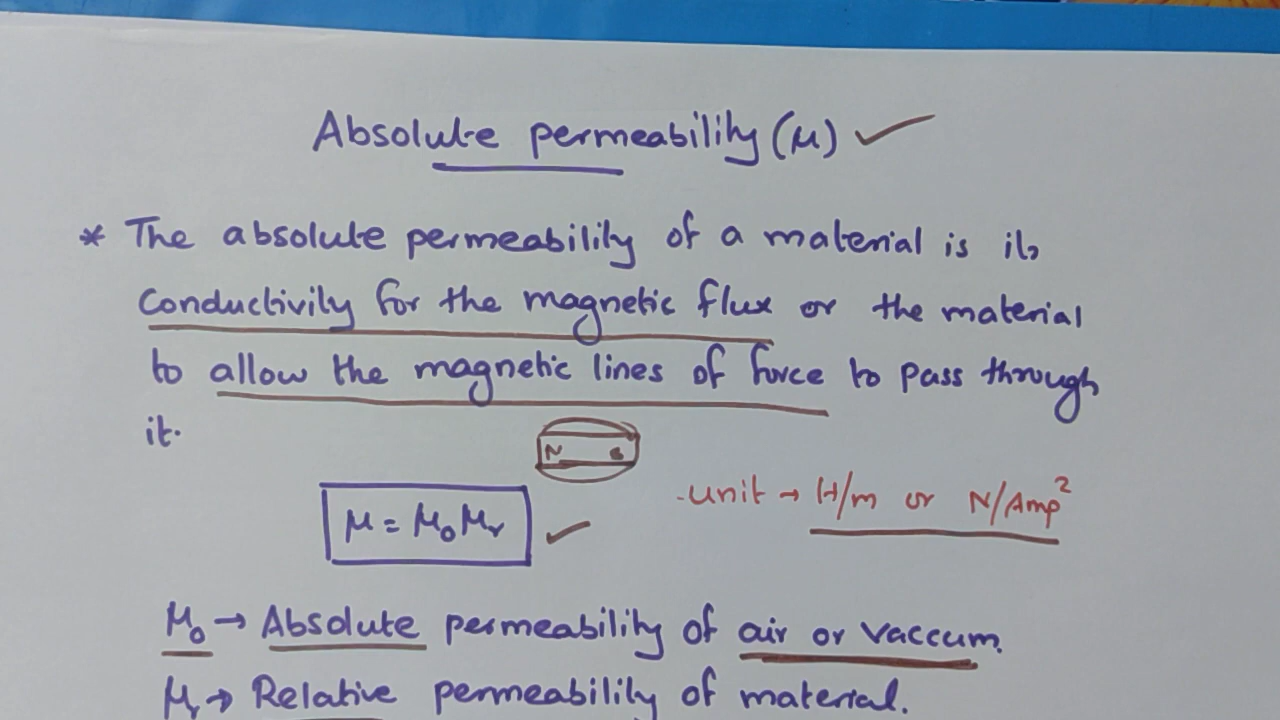 Absolute permeability (μ) ✓
* The absolute permeability of a material is its
conductivity for the magnetic flux or the material
to allow the magnetic lines of force to pass through
it.
N S
unit → H/m or N/Amp²
μ = μ₀μᵣ ✓
μ₀ → Absolute permeability of air or vaccum.
μᵣ → Relative permeability of material.